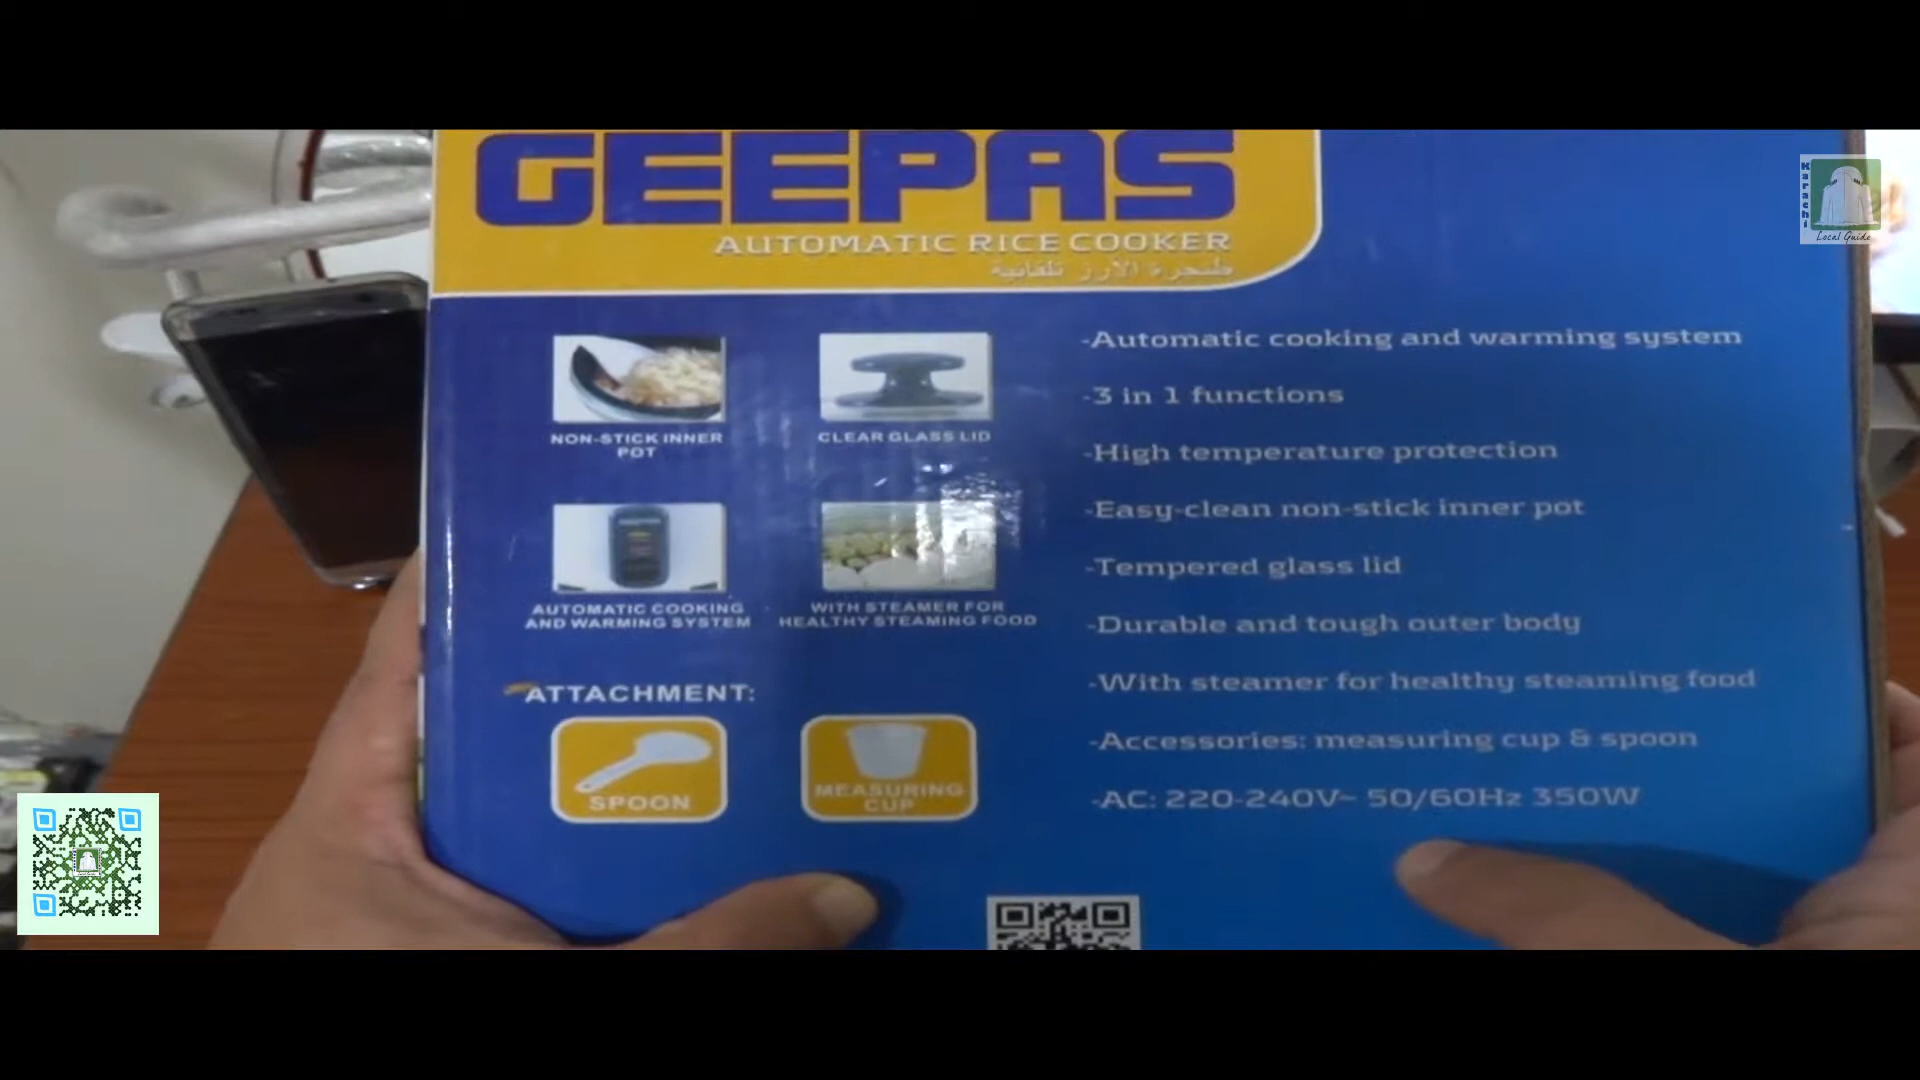 GEEPAS
AUTOMATIC RICE COOKER
طنجرة الأرز تلقائية
NON-STICK INNER
POT
CLEAR GLASS LID
AUTOMATIC COOKING
AND WARMING SYSTEM
WITH STEAMER FOR
HEALTHY STEAMING FOOD
ATTACHMENT:
SPOON
MEASURING
CUP
-Automatic cooking and warming system
-3 in 1 functions
-High temperature protection
-Easy-clean non-stick inner pot
-Tempered glass lid
-Durable and tough outer body
-With steamer for healthy steaming food
-Accessories: measuring cup & spoon
-AC: 220-240V~ 50/60Hz 350W
Karachi
Local Guide